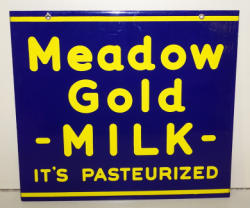 Meadow
Gold
-MILK-
IT'S PASTEURIZED